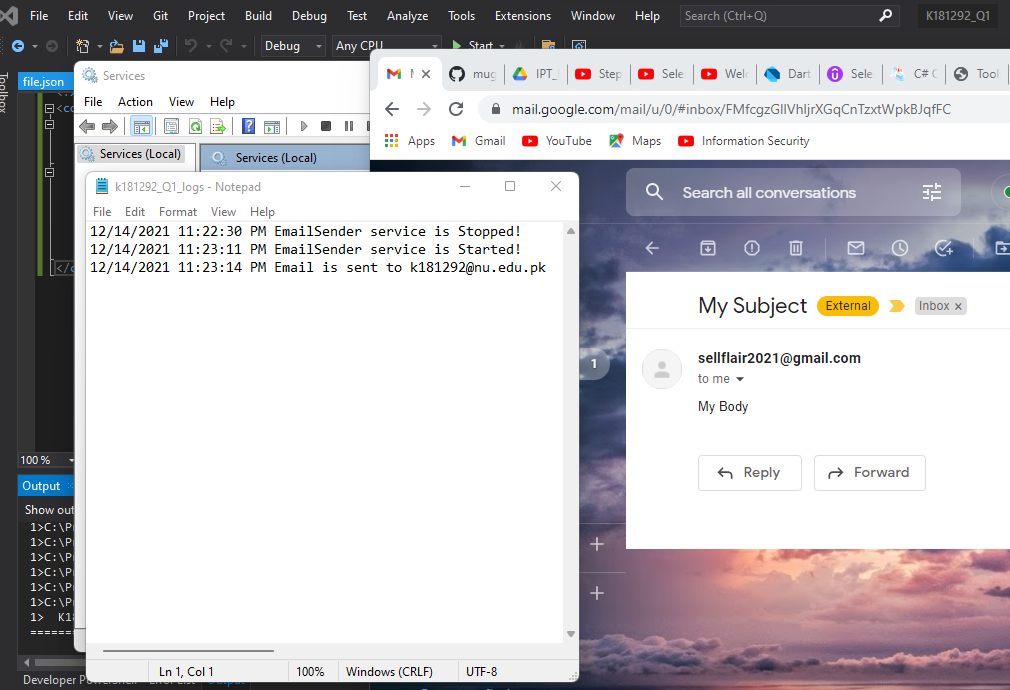 File Edit View Git Project Build Debug Test Analyze Tools Extensions Window Help Search (Ctrl+Q) K181292_Q1
Debug Any CPU Start
Toolbox
file.json
100 %
Output
Show out
1>C:\P
1>C:\P
1>C:\P
1>C:\P
1>C:\P
1>C:\P
1> K18
Developer PowerShell Error List Output
Services
File Action View Help
Services (Local)
Services (Local)
k181292_Q1_logs - Notepad
File Edit Format View Help
12/14/2021 11:22:30 PM EmailSender service is Stopped!
12/14/2021 11:23:11 PM EmailSender service is Started!
12/14/2021 11:23:14 PM Email is sent to k181292@nu.edu.pk
Ln 1, Col 1 100% Windows (CRLF) UTF-8
mug IPT_ Step Sele Welc Dart Sele C# Tool
mail.google.com/mail/u/0/#inbox/FMfcgzGllVhljrXGqCnTzxtWpkBJqfFC
Apps Gmail YouTube Maps Information Security
Search all conversations
1
My Subject External Inbox ×
sellflair2021@gmail.com
to me
My Body
Reply Forward